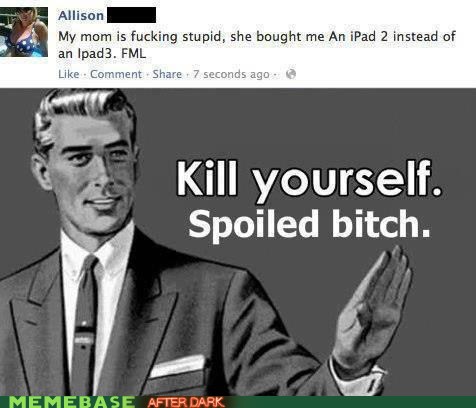 Allison
My mom is fucking stupid, she bought me An iPad 2 instead of
an Ipad3. FML
Like · Comment · Share · 7 seconds ago ·
Kill yourself.
Spoiled bitch.
MEMEBASE AFTER DARK